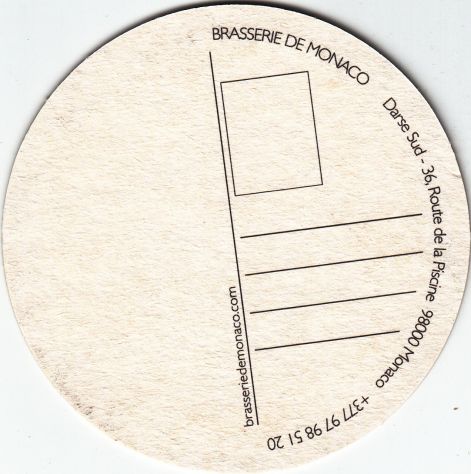 BRASSERIE DE MONACO
Darse Sud - 36, Route de la Piscine 98000 Monaco +377 97 98 51 20
brasseriedemonaco.com